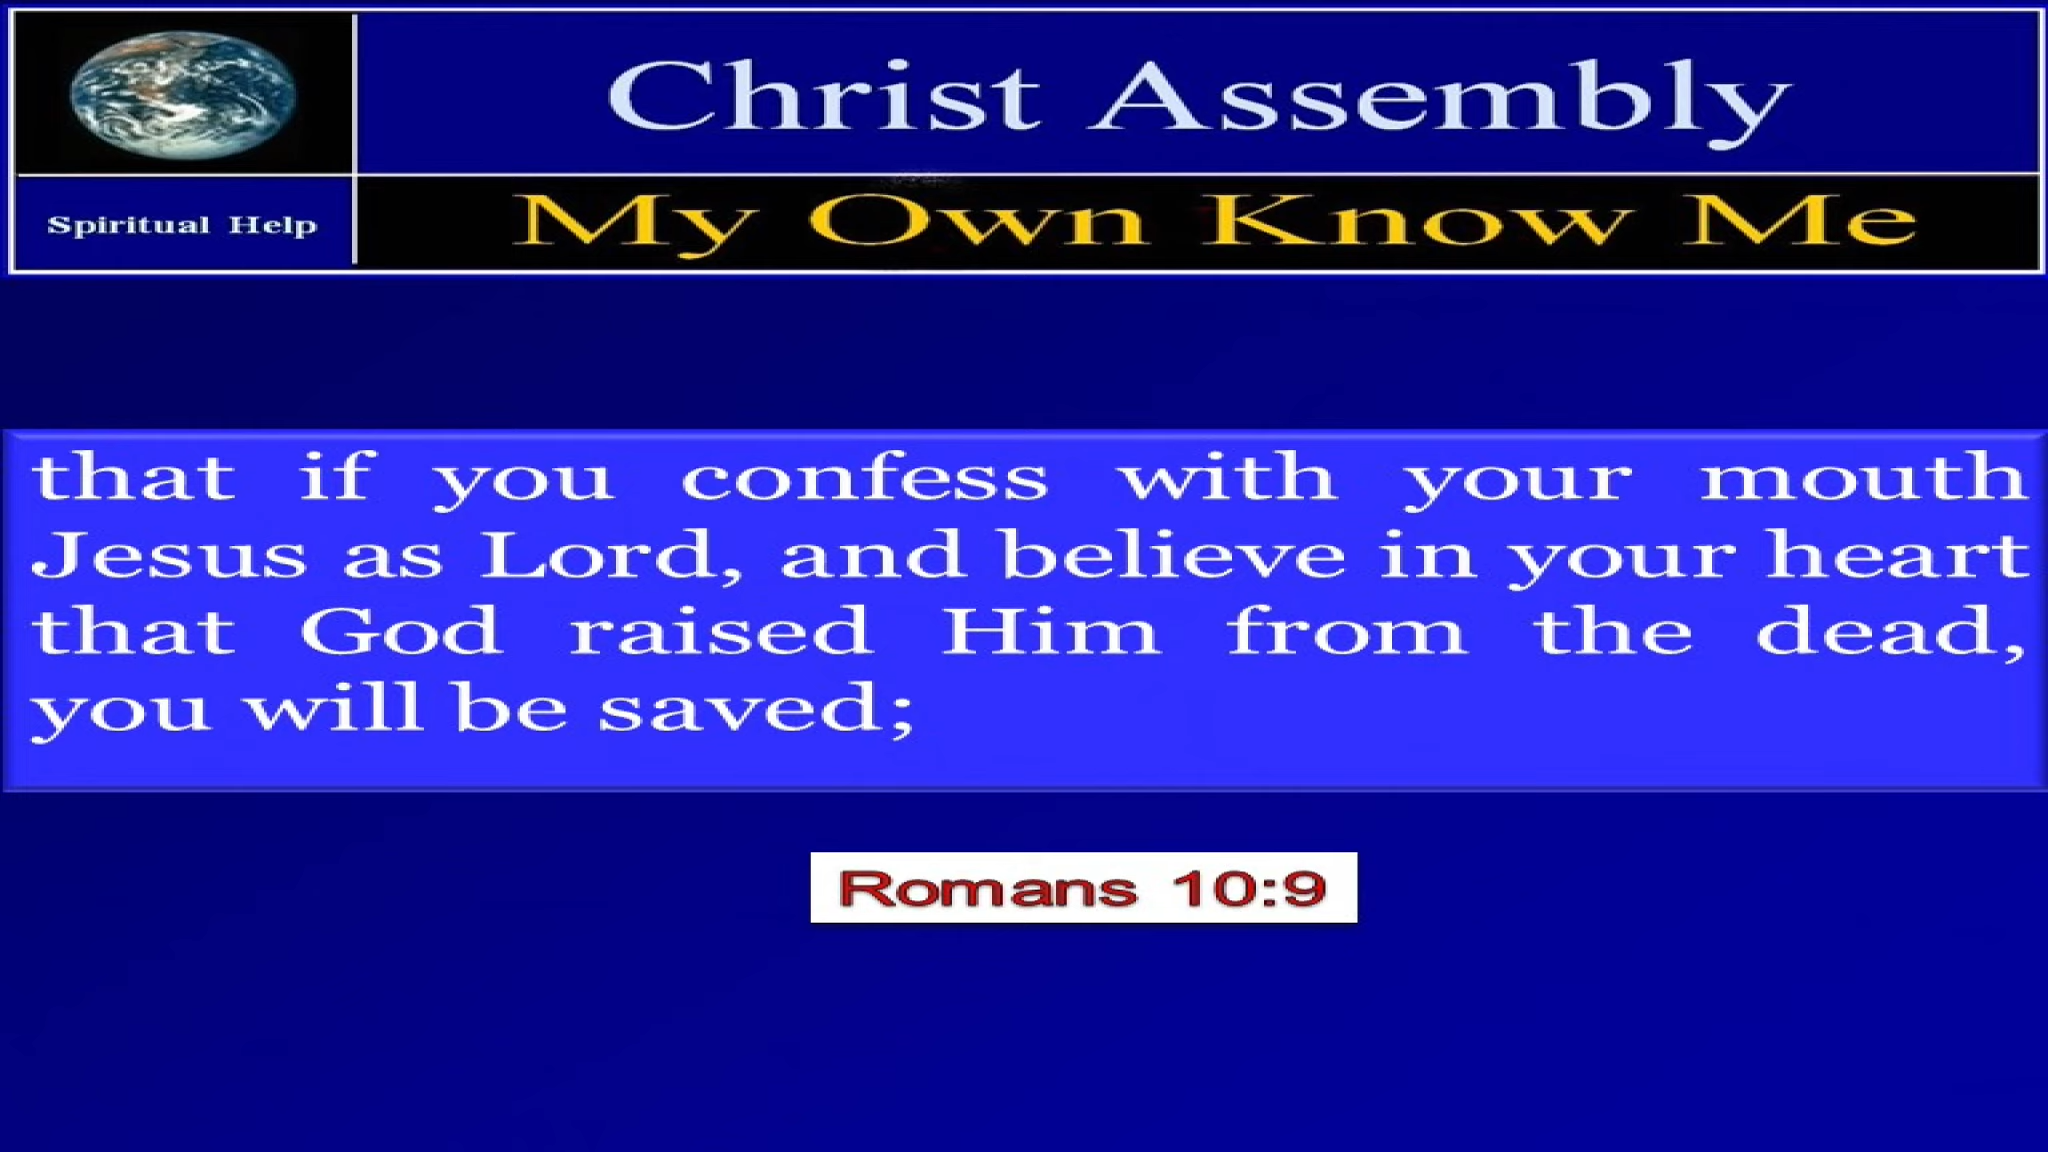 Christ Assembly
Spiritual Help
My Own Know Me
that if you confess with your mouth
Jesus as Lord, and believe in your heart
that God raised Him from the dead,
you will be saved;
Romans 10:9